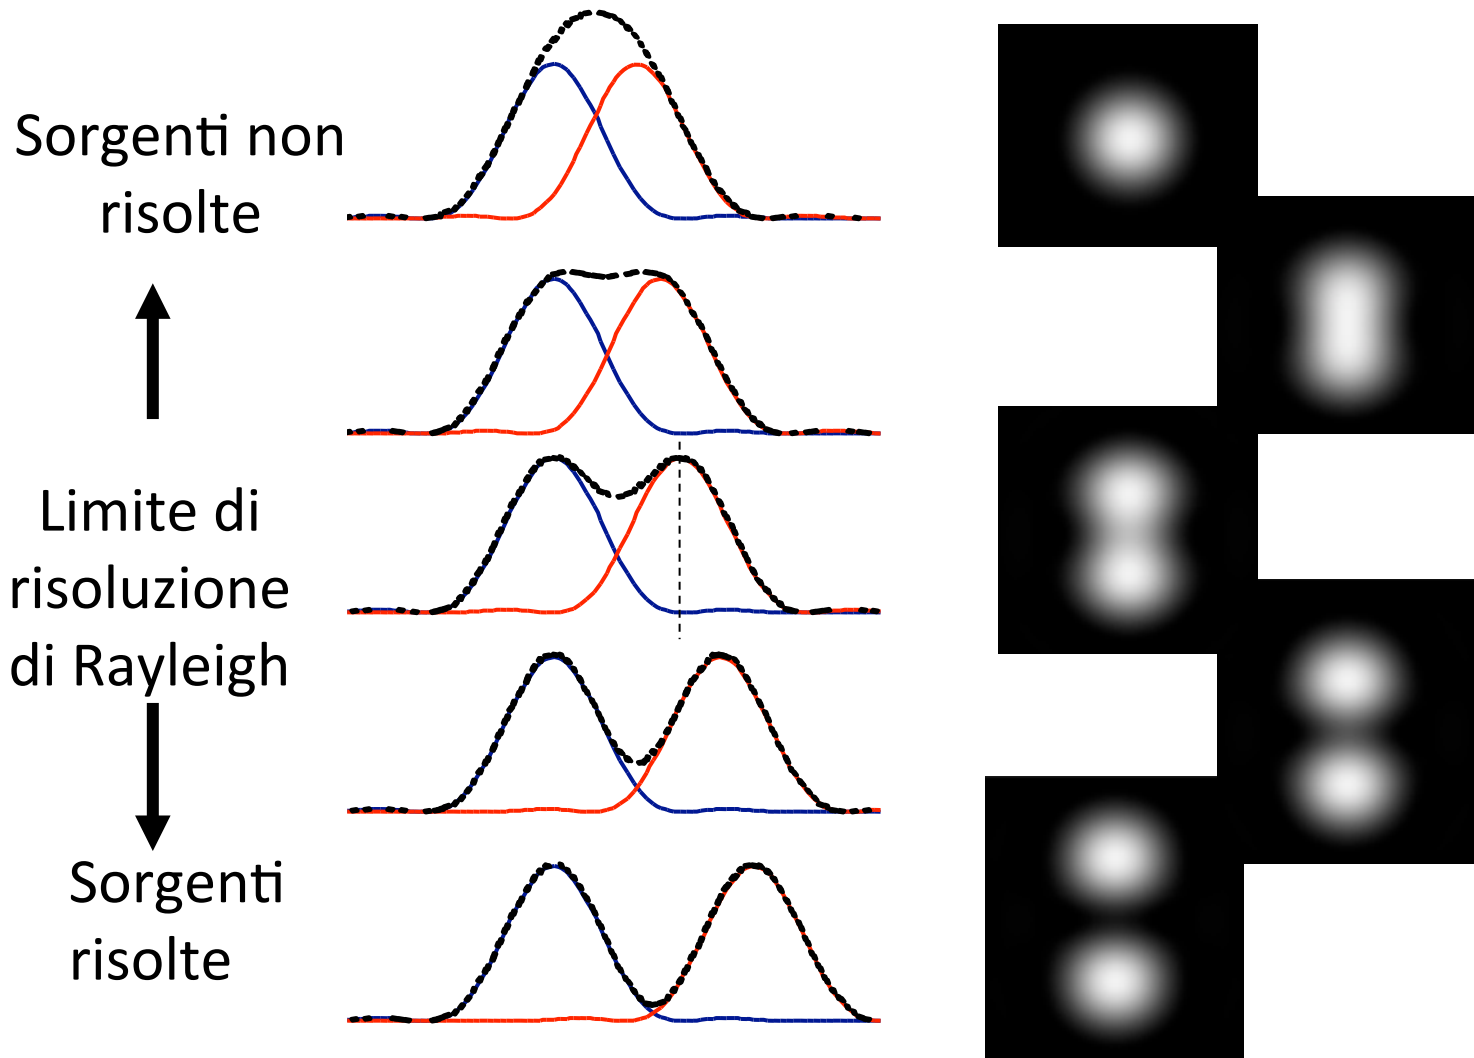 Sorgenti non
risolte
Limite di
risoluzione
di Rayleigh
Sorgenti
risolte